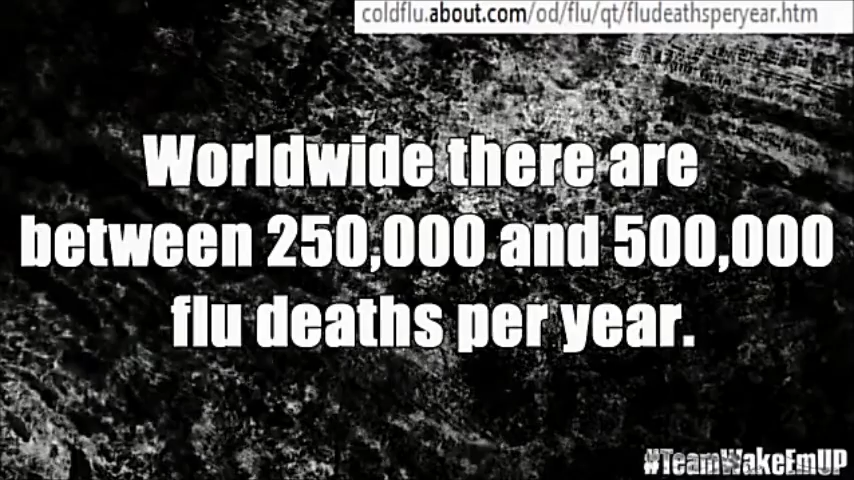 coldflu.about.com/od/flu/qt/fludeathsperyear.htm
Worldwide there are
between 250,000 and 500,000
flu deaths per year.
#TeamWakeEmUP